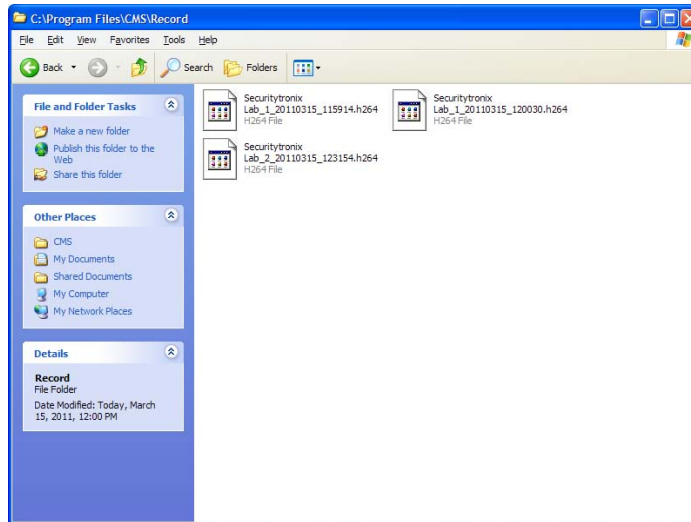 C:\Program Files\CMS\Record
File Edit View Favorites Tools Help
Back Search Folders
File and Folder Tasks
Make a new folder
Publish this folder to the
Web
Share this folder
Other Places
CMS
My Documents
Shared Documents
My Computer
My Network Places
Details
Record
File Folder
Date Modified: Today, March
15, 2011, 12:00 PM
Securitytronix
Lab_1_20110315_115914.h264
H264 File
Securitytronix
Lab_1_20110315_120030.h264
H264 File
Securitytronix
Lab_2_20110315_123154.h264
H264 File